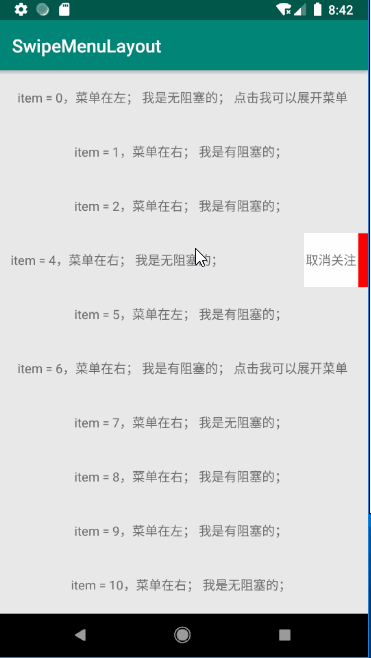 8:42
SwipeMenuLayout
item = 0，菜单在左； 我是无阻塞的； 点击我可以展开菜单
item = 1，菜单在右； 我是有阻塞的；
item = 2，菜单在右； 我是有阻塞的；
item = 4，菜单在右； 我是无阻塞的； 取消关注
item = 5，菜单在左； 我是有阻塞的；
item = 6，菜单在右； 我是有阻塞的； 点击我可以展开菜单
item = 7，菜单在右； 我是无阻塞的；
item = 8，菜单在右； 我是有阻塞的；
item = 9，菜单在左； 我是有阻塞的；
item = 10，菜单在右； 我是无阻塞的；